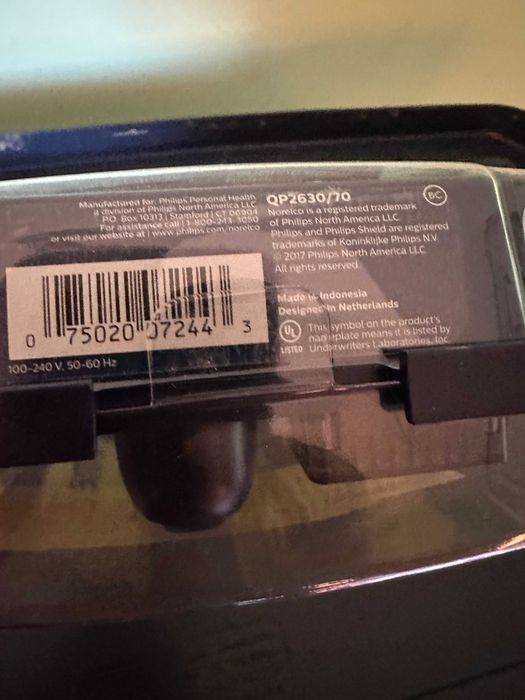 Manufactured for: Philips Personal Health
a division of Philips North America LLC
P.O. Box 10313 | Stamford | CT 06904
For assistance call | 1-800-213-3050
or visit our website at | www.philips.com/norelco
0 75020 07244 3
100-240 V, 50-60 Hz
QP2630/70
BC
Norelco is a registered trademark
of Philips North America LLC
Philips and Philips Shield are registered
trademarks of Koninklijke Philips N.V.
© 2017 Philips North America LLC
All rights reserved.
Made in Indonesia
Designed in Netherlands
UL
LISTED
This symbol on the product's
nameplate means it is listed by
Underwriters Laboratories, Inc.